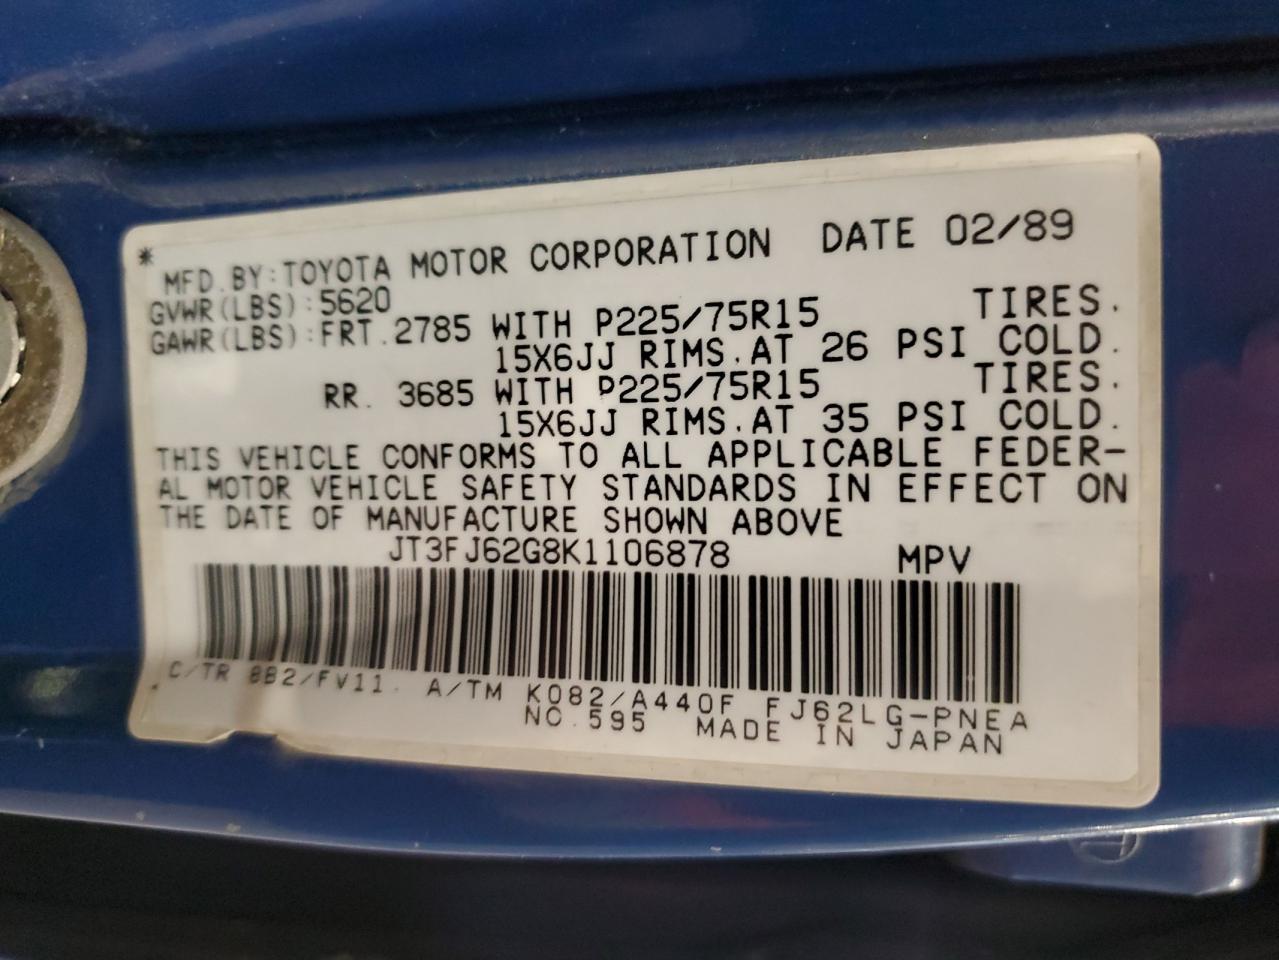 * MFD. BY: TOYOTA MOTOR CORPORATION DATE 02/89
GVWR(LBS): 5620
GAWR(LBS): FRT. 2785 WITH P225/75R15 TIRES.
15X6JJ RIMS. AT 26 PSI COLD.
RR. 3685 WITH P225/75R15 TIRES.
15X6JJ RIMS. AT 35 PSI COLD.
THIS VEHICLE CONFORMS TO ALL APPLICABLE FEDER-
AL MOTOR VEHICLE SAFETY STANDARDS IN EFFECT ON
THE DATE OF MANUFACTURE SHOWN ABOVE
JT3FJ62G8K1106878 MPV
C/TR 8B2/FV11. A/TM K082/A440F FJ62LG-PNEA
NO.595 MADE IN JAPAN